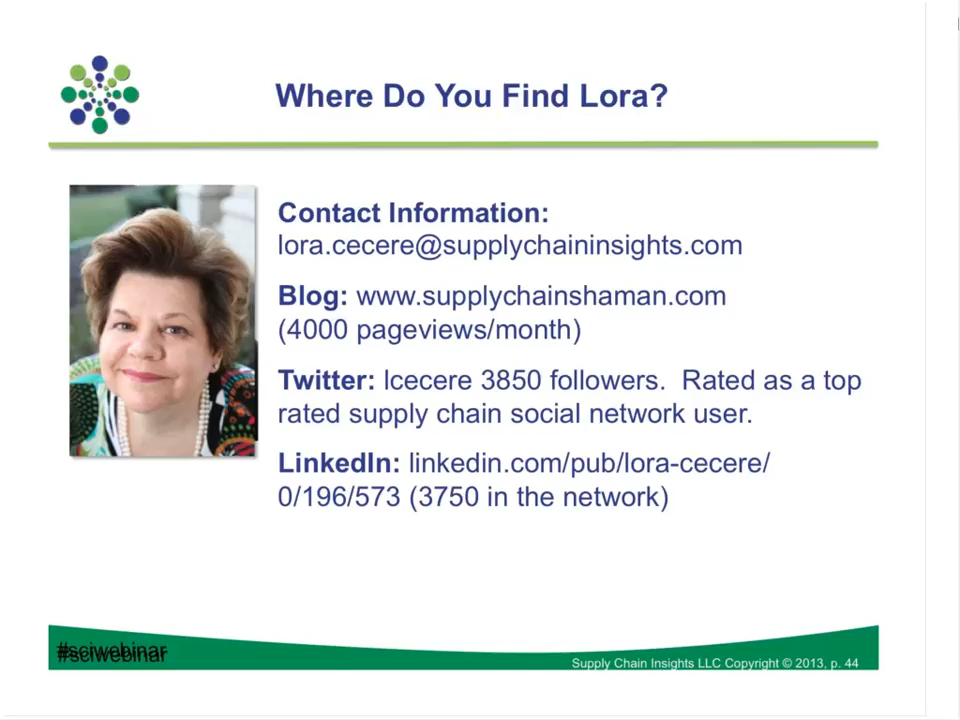 Where Do You Find Lora?
Contact Information:
lora.cecere@supplychaininsights.com
Blog: www.supplychainshaman.com
(4000 pageviews/month)
Twitter: lcecere 3850 followers.  Rated as a top
rated supply chain social network user.
LinkedIn: linkedin.com/pub/lora-cecere/
0/196/573 (3750 in the network)
#sciwebinar
#sciwebinar
Supply Chain Insights LLC Copyright © 2013, p. 44